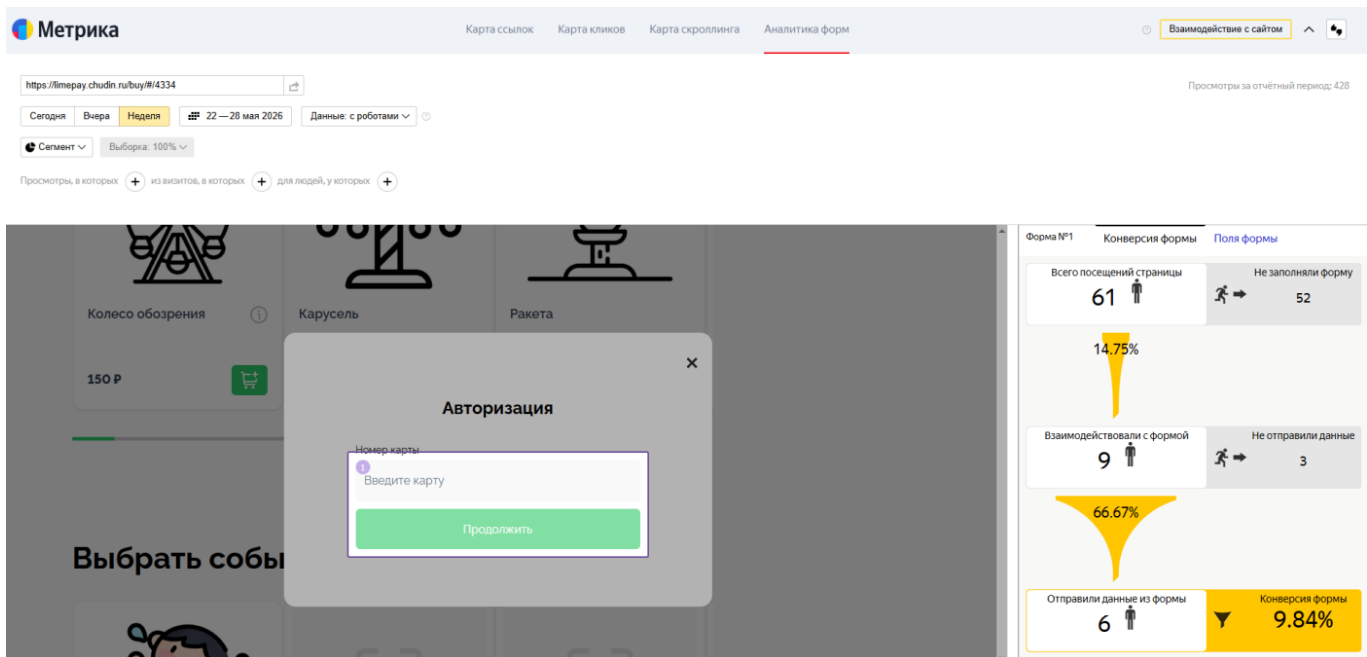 Метрика
Карта ссылок Карта кликов Карта скроллинга Аналитика форм
Взаимодействие с сайтом
https://limepay.chudin.ru/buy/#/4334
Просмотры за отчётный период: 428
Сегодня Вчера Неделя 22 — 28 мая 2026 Данные: с роботами
Сегмент Выборка: 100%
Просмотры, в которых + из визитов, в которых + для людей, у которых +
Колесо обозрения Карусель Ракета
150 ₽
Авторизация
Номер карты
1
Введите карту
Продолжить
Выбрать собы
Форма №1 Конверсия формы Поля формы
Всего посещений страницы Не заполняли форму
61 52
14.75%
Взаимодействовали с формой Не отправили данные
9 3
66.67%
Отправили данные из формы Конверсия формы
6 9.84%